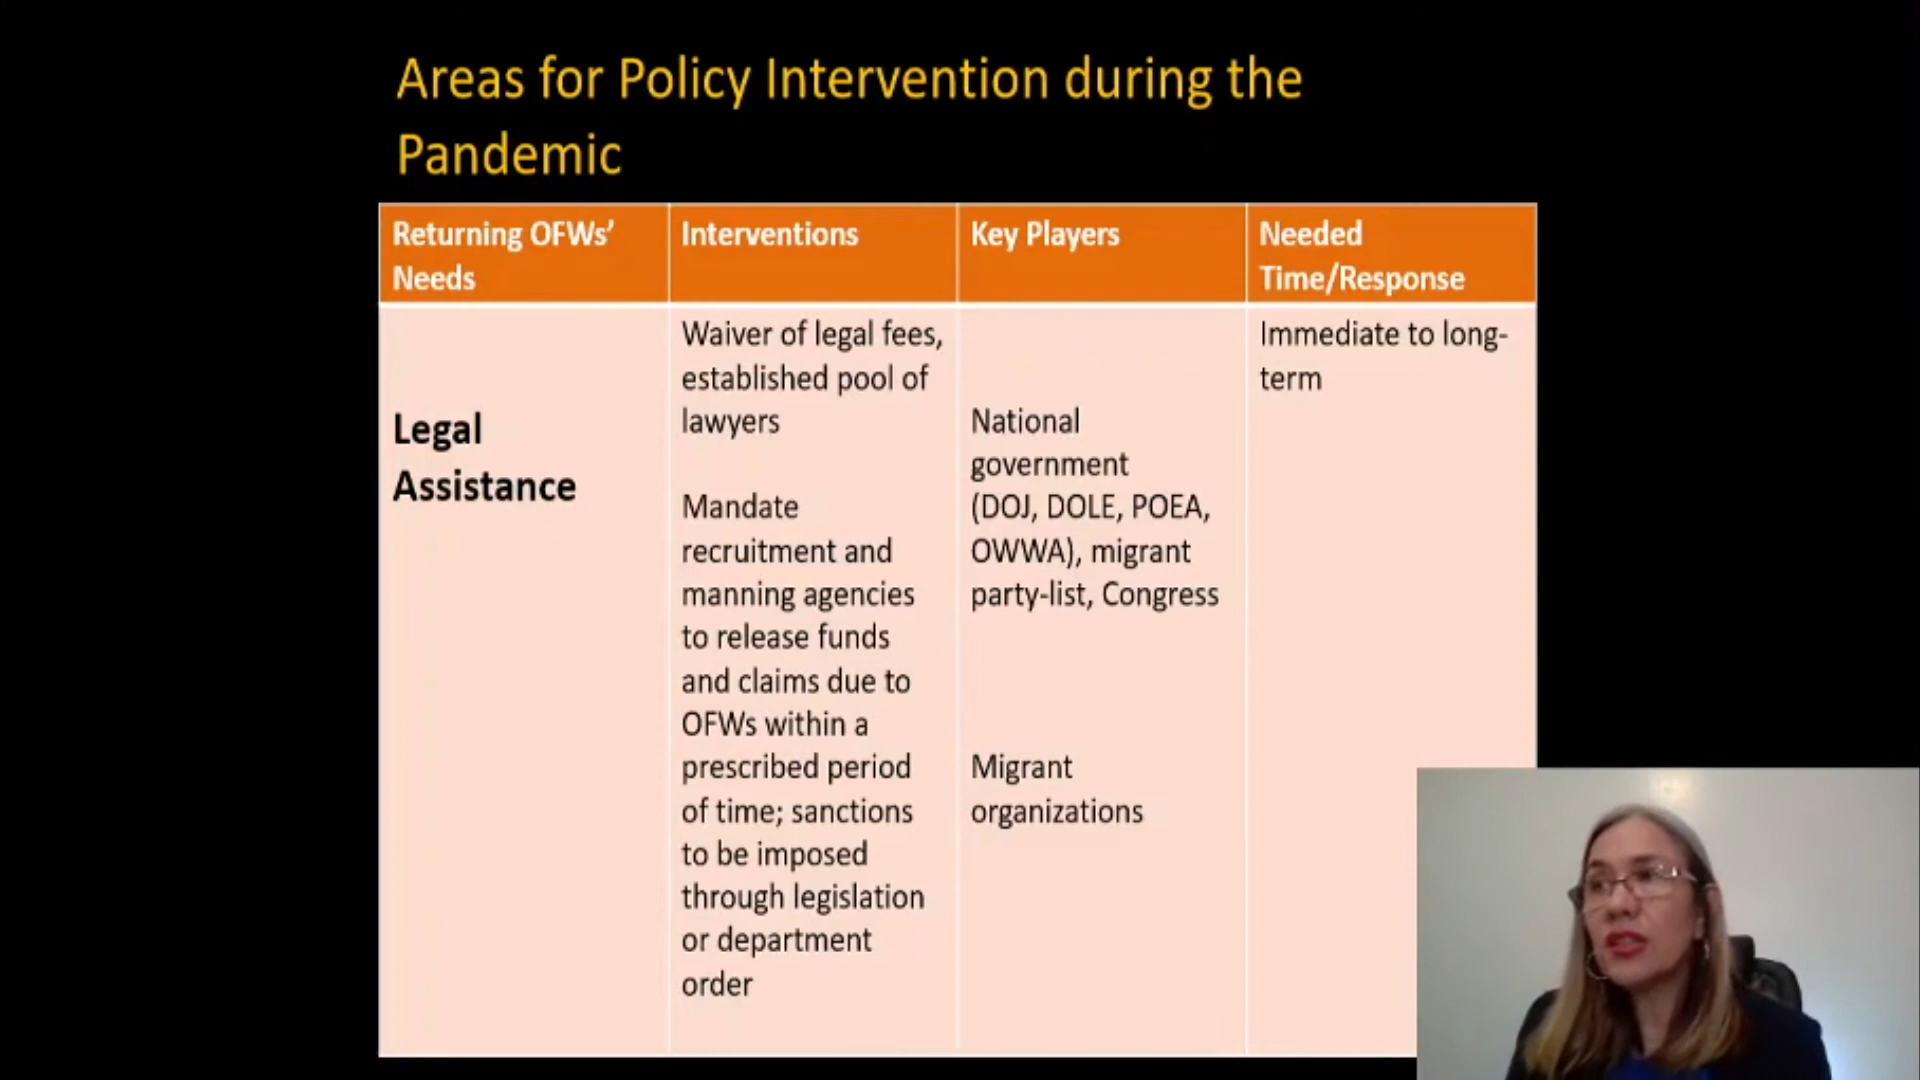 Areas for Policy Intervention during the
Pandemic
Returning OFWs’
Needs
Interventions
Key Players
Needed
Time/Response
Legal
Assistance
Waiver of legal fees,
established pool of
lawyers
Mandate
recruitment and
manning agencies
to release funds
and claims due to
OFWs within a
prescribed period
of time; sanctions
to be imposed
through legislation
or department
order
National
government
(DOJ, DOLE, POEA,
OWWA), migrant
party-list, Congress
Migrant
organizations
Immediate to long-
term